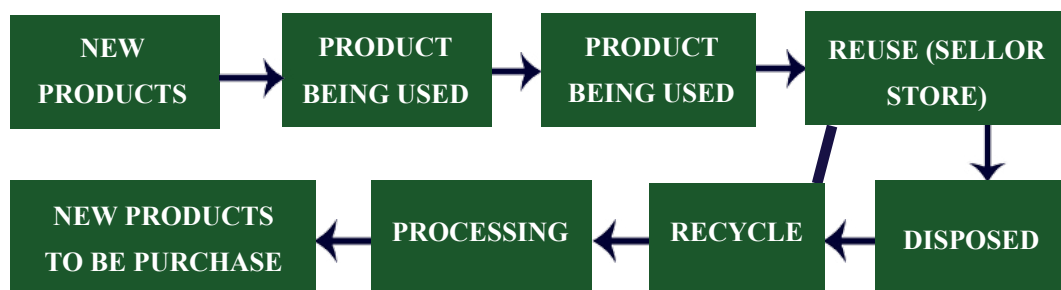 NEW
PRODUCTS
PRODUCT
BEING USED
PRODUCT
BEING USED
REUSE (SELLOR
STORE)
NEW PRODUCTS
TO BE PURCHASE
PROCESSING
RECYCLE
DISPOSED